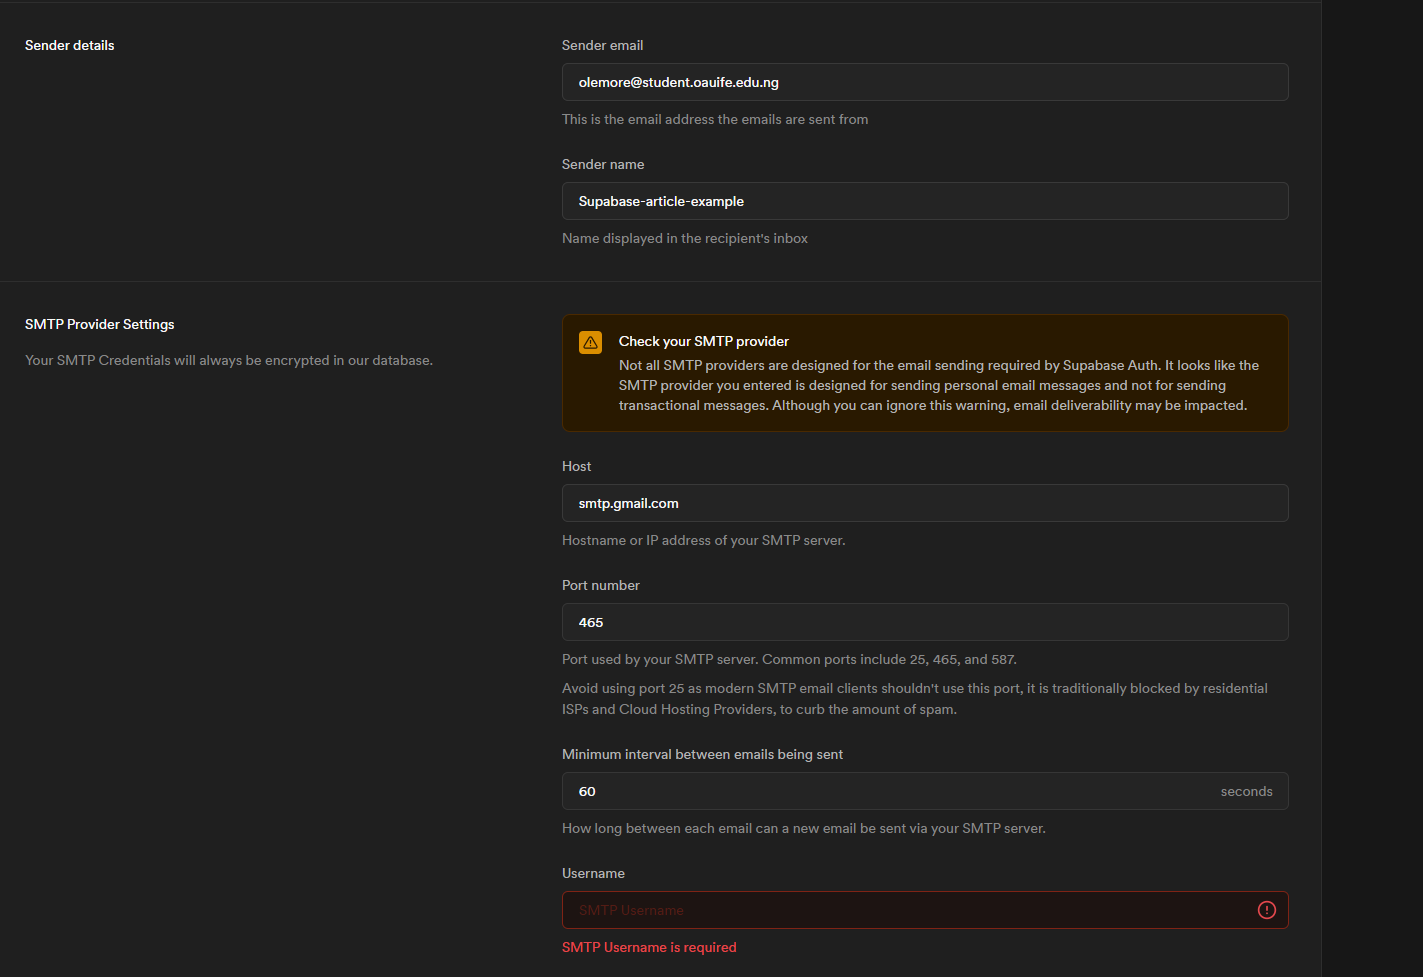 Sender details
Sender email
olemore@student.oauife.edu.ng
This is the email address the emails are sent from
Sender name
Supabase-article-example
Name displayed in the recipient's inbox
SMTP Provider Settings
Your SMTP Credentials will always be encrypted in our database.
Check your SMTP provider
Not all SMTP providers are designed for the email sending required by Supabase Auth. It looks like the
SMTP provider you entered is designed for sending personal email messages and not for sending
transactional messages. Although you can ignore this warning, email deliverability may be impacted.
Host
smtp.gmail.com
Hostname or IP address of your SMTP server.
Port number
465
Port used by your SMTP server. Common ports include 25, 465, and 587.
Avoid using port 25 as modern SMTP email clients shouldn't use this port, it is traditionally blocked by residential
ISPs and Cloud Hosting Providers, to curb the amount of spam.
Minimum interval between emails being sent
60 seconds
How long between each email can a new email be sent via your SMTP server.
Username
SMTP Username
SMTP Username is required